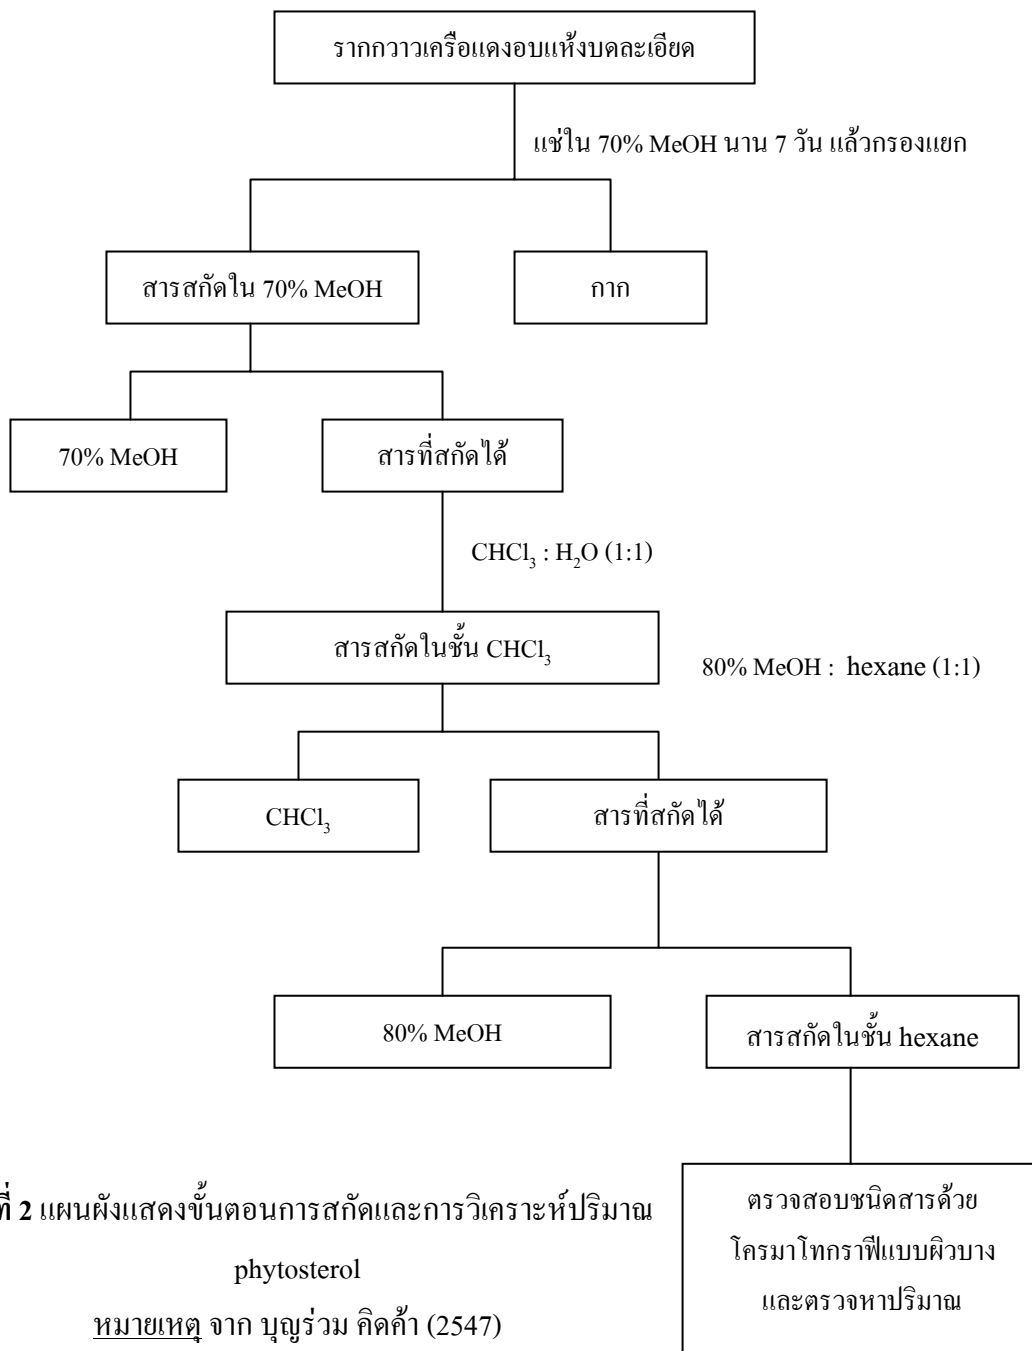 รากกวาวเครือแดงอบแห้งบดละเอียด
แช่ใน 70% MeOH นาน 7 วัน แล้วกรองแยก
สารสกัดใน 70% MeOH
กาก
70% MeOH
สารที่สกัดได้
CHCl₃ : H₂O (1:1)
สารสกัดในชั้น CHCl₃
80% MeOH : hexane (1:1)
CHCl₃
สารที่สกัดได้
80% MeOH
สารสกัดในชั้น hexane
ตรวจสอบชนิดสารด้วย
โครมาโทกราฟีแบบผิวบาง
และตรวจหาปริมาณ
ที่ 2 แผนผังแสดงขั้นตอนการสกัดและการวิเคราะห์ปริมาณ
phytosterol
หมายเหตุ จาก บุญร่วม คิดค้า (2547)